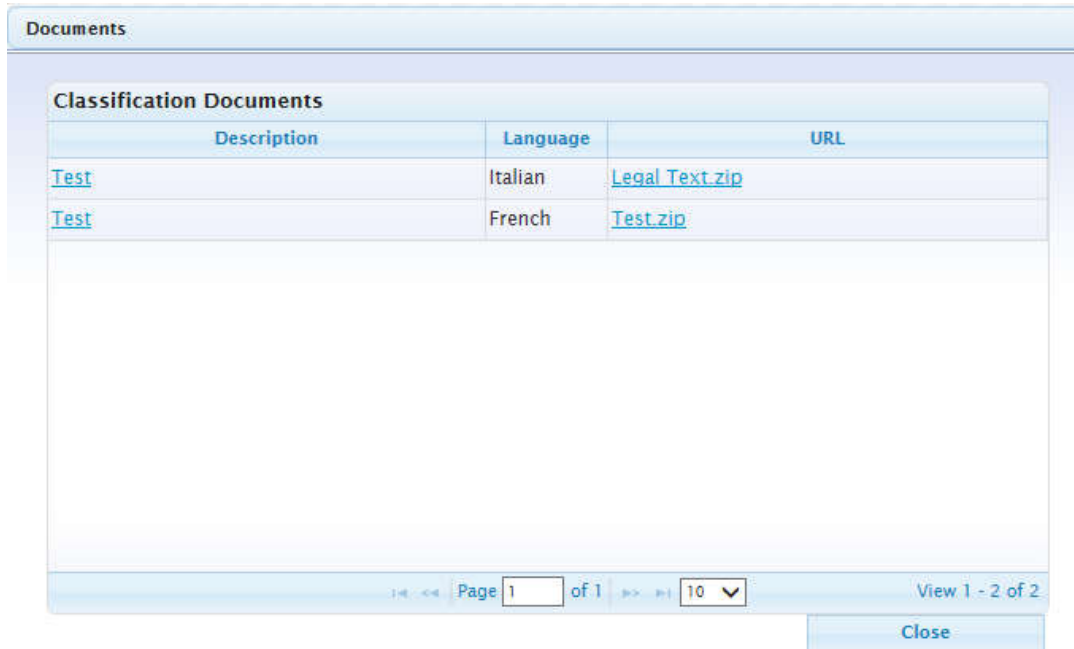 Documents
Classification Documents
Description Language URL
Test Italian Legal Text.zip
Test French Test.zip
Page 1 of 1 10 View 1 - 2 of 2
Close